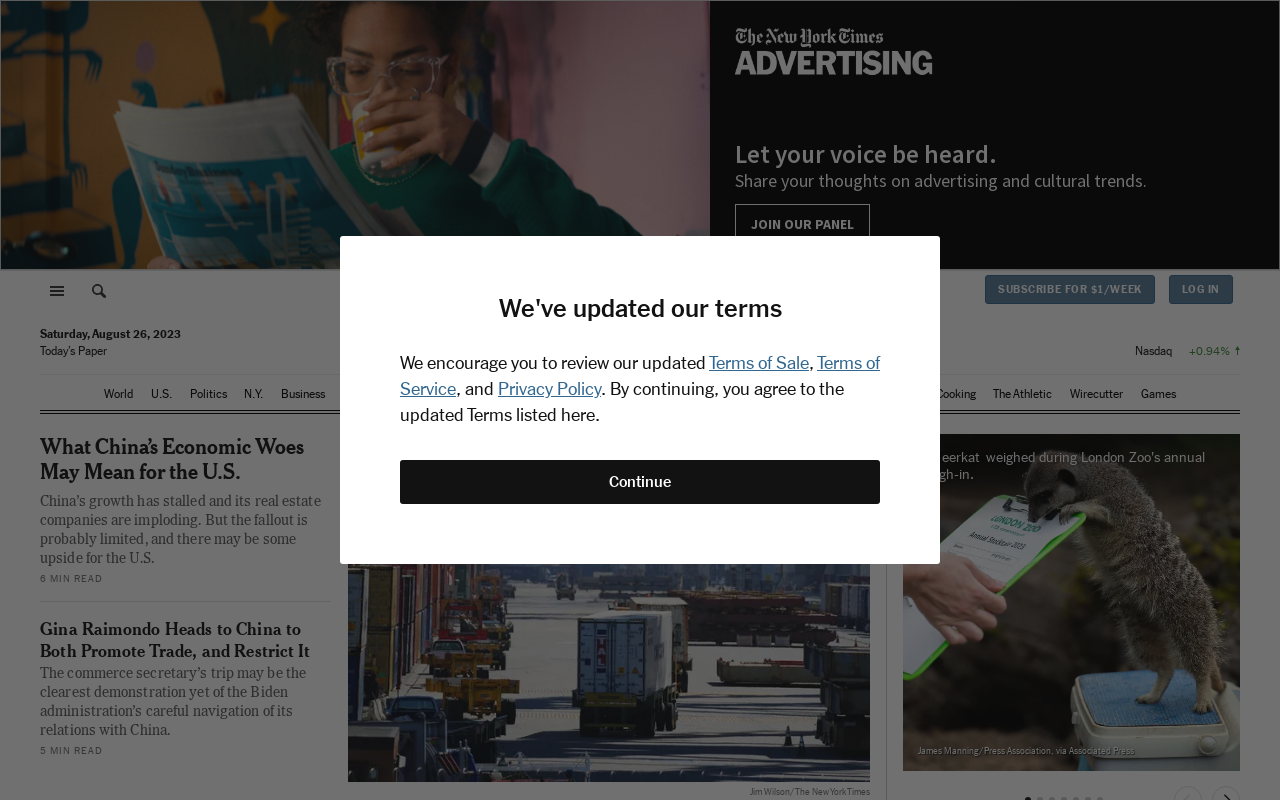 The New York Times
ADVERTISING
Let your voice be heard.
Share your thoughts on advertising and cultural trends.
JOIN OUR PANEL
SUBSCRIBE FOR $1/WEEK
LOG IN
Saturday, August 26, 2023
Today's Paper
Nasdaq +0.94% ↑
World U.S. Politics N.Y. Business
Cooking The Athletic Wirecutter Games
We've updated our terms
We encourage you to review our updated Terms of Sale, Terms of
Service, and Privacy Policy. By continuing, you agree to the
updated Terms listed here.
Continue
What China's Economic Woes
May Mean for the U.S.
China's growth has stalled and its real estate
companies are imploding. But the fallout is
probably limited, and there may be some
upside for the U.S.
6 MIN READ
Gina Raimondo Heads to China to
Both Promote Trade, and Restrict It
The commerce secretary's trip may be the
clearest demonstration yet of the Biden
administration's careful navigation of its
relations with China.
5 MIN READ
Jim Wilson/The New York Times
eerkat weighed during London Zoo's annual
gh-in.
LONDON ZOO
Annual Stocktake 2023
James Manning/Press Association, via Associated Press